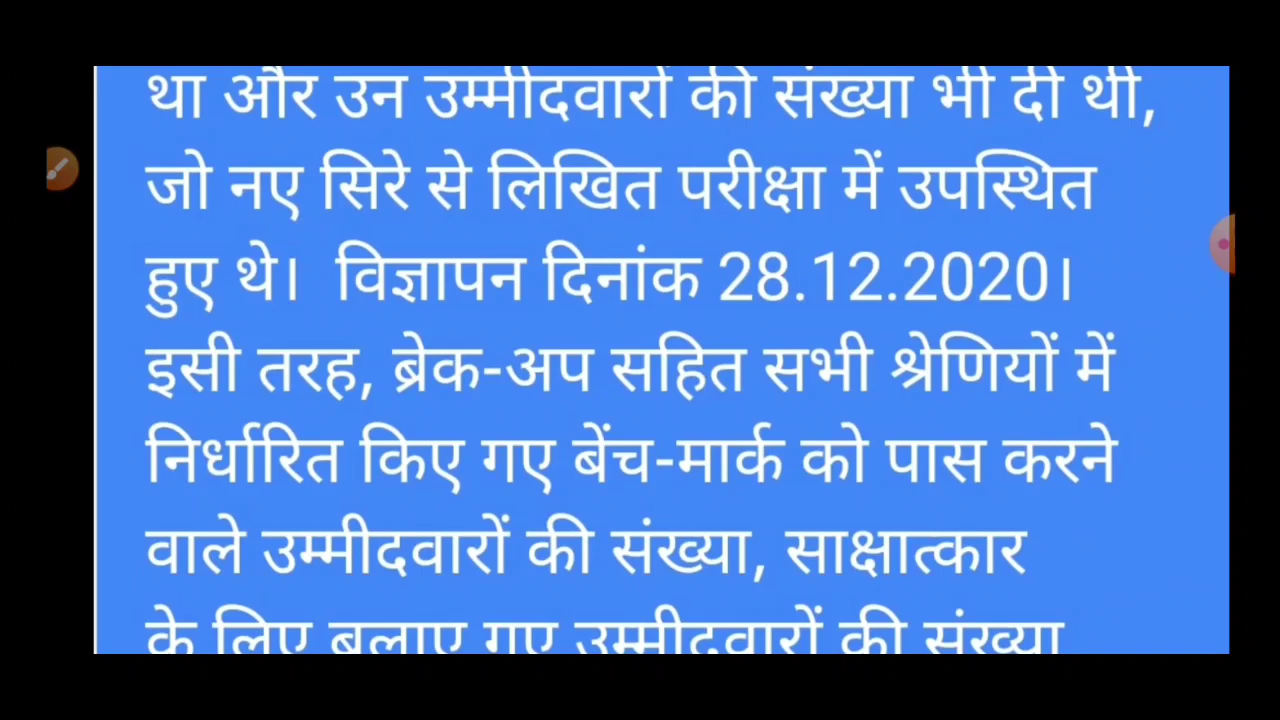 था और उन उम्मीदवारों की संख्या भी दी थी,
जो नए सिरे से लिखित परीक्षा में उपस्थित
हुए थे। विज्ञापन दिनांक 28.12.2020।
इसी तरह, ब्रेक-अप सहित सभी श्रेणियों में
निर्धारित किए गए बेंच-मार्क को पास करने
वाले उम्मीदवारों की संख्या, साक्षात्कार
के लिए बुलाए गए उम्मीदवारों की संख्या